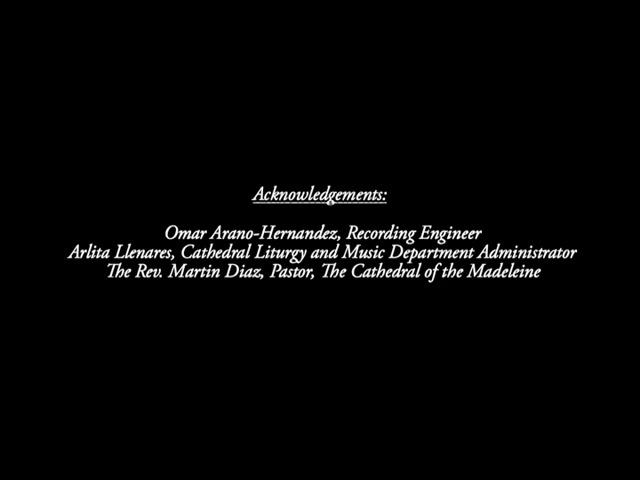 Acknowledgements:
Omar Arano-Hernandez, Recording Engineer
Arlita Llenares, Cathedral Liturgy and Music Department Administrator
The Rev. Martin Diaz, Pastor, The Cathedral of the Madeleine